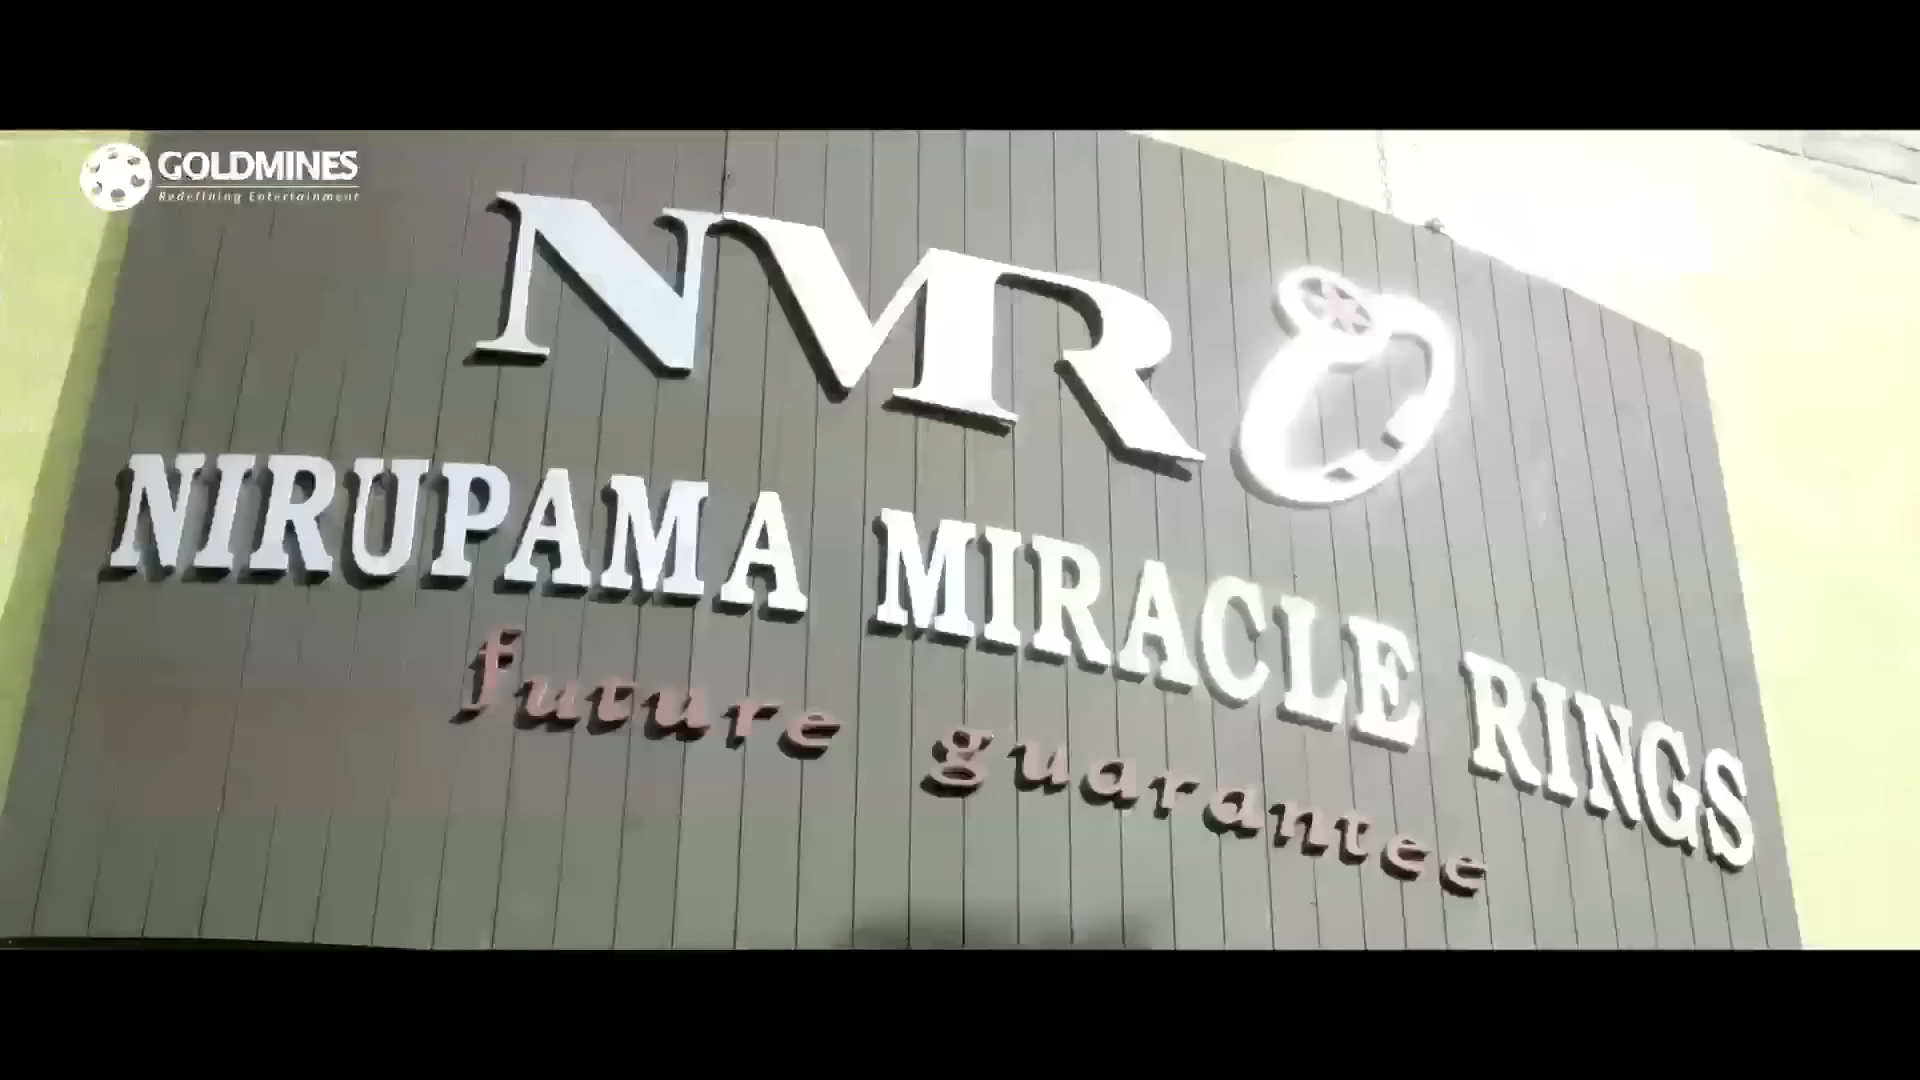 GOLDMINES
Redefining Entertainment
NMR
NIRUPAMA MIRACLE RINGS
future guarantee